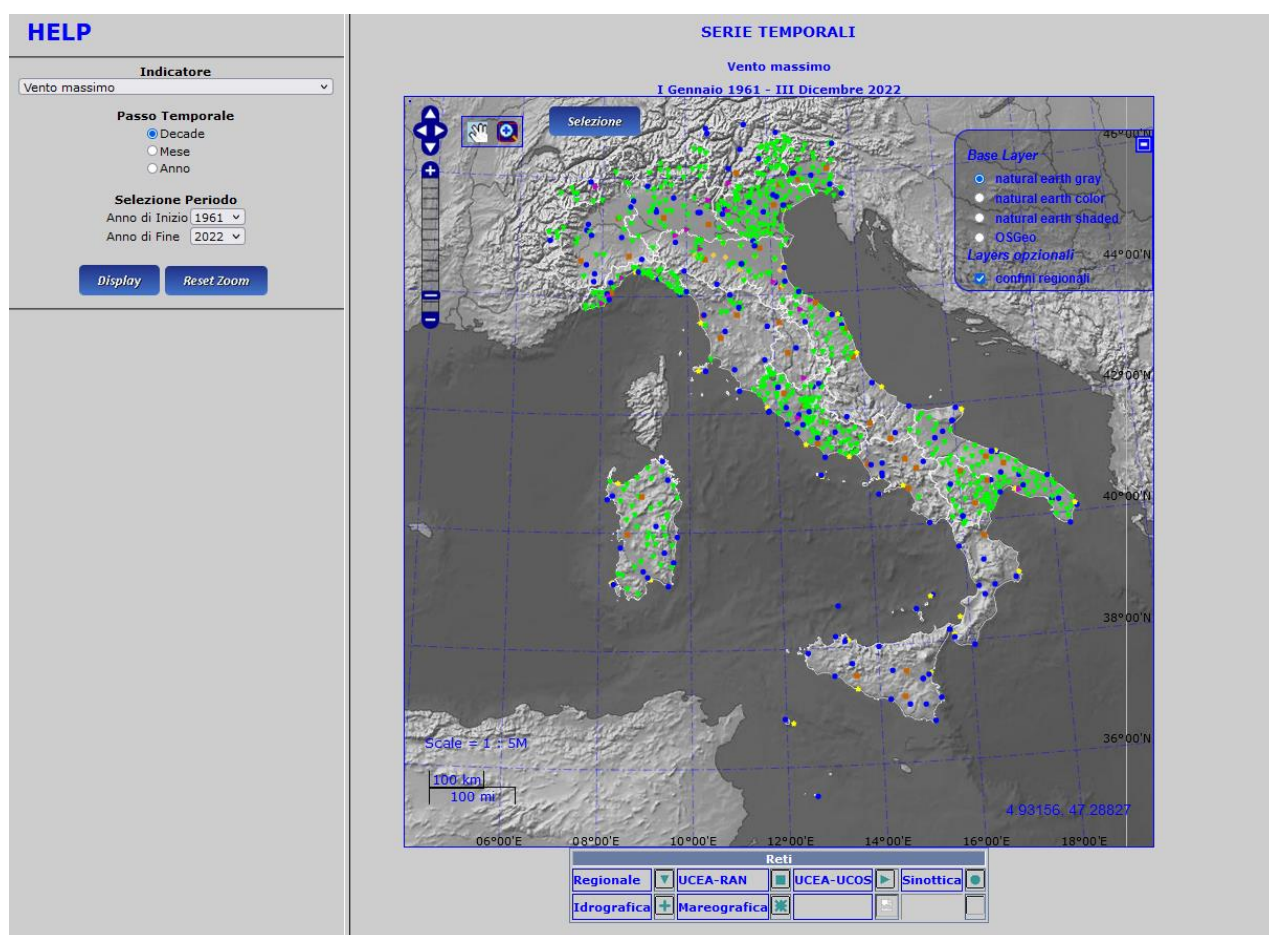 HELP
Indicatore
Vento massimo
Passo Temporale
Decade
Mese
Anno
Selezione Periodo
Anno di Inizio 1961
Anno di Fine 2022
Display Reset Zoom
SERIE TEMPORALI
Vento massimo
I Gennaio 1961 - III Dicembre 2022
Selezione
Base Layer
natural earth gray
natural earth color
natural earth shaded
OSGeo
Layers opzionali
confini regionali
46°00'N
44°00'N
42°00'N
40°00'N
38°00'N
36°00'N
Scale = 1 : 5M
100 km
100 mi
4.93156, 47.28827
06°00'E 08°00'E 10°00'E 12°00'E 14°00'E 16°00'E 18°00'E
Reti
Regionale UCEA-RAN UCEA-UCOS Sinottica
Idrografica Mareografica